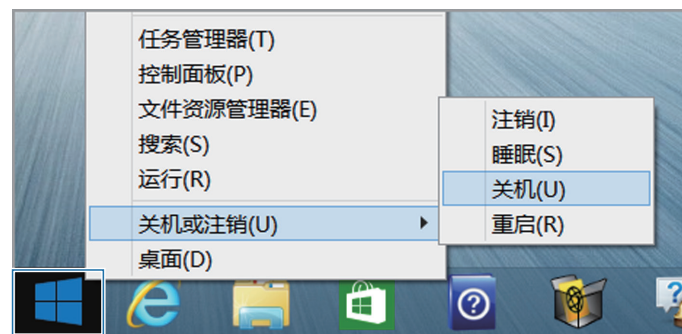 任务管理器(T)
控制面板(P)
文件资源管理器(E)
搜索(S)
运行(R)
关机或注销(U)
桌面(D)
注销(I)
睡眠(S)
关机(U)
重启(R)
?
?